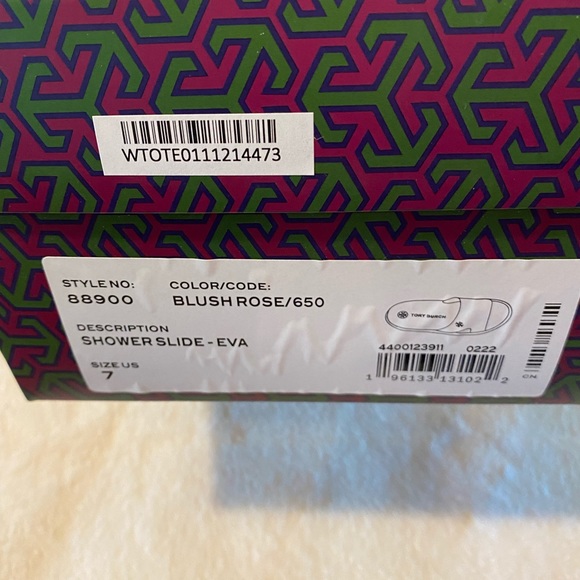 WTOTE0111214473
STYLE NO: COLOR/CODE:
88900 BLUSH ROSE/650
DESCRIPTION
SHOWER SLIDE - EVA
SIZE US
7
TORY BURCH
4400123911 0222
1 96133 13102 2
CN.